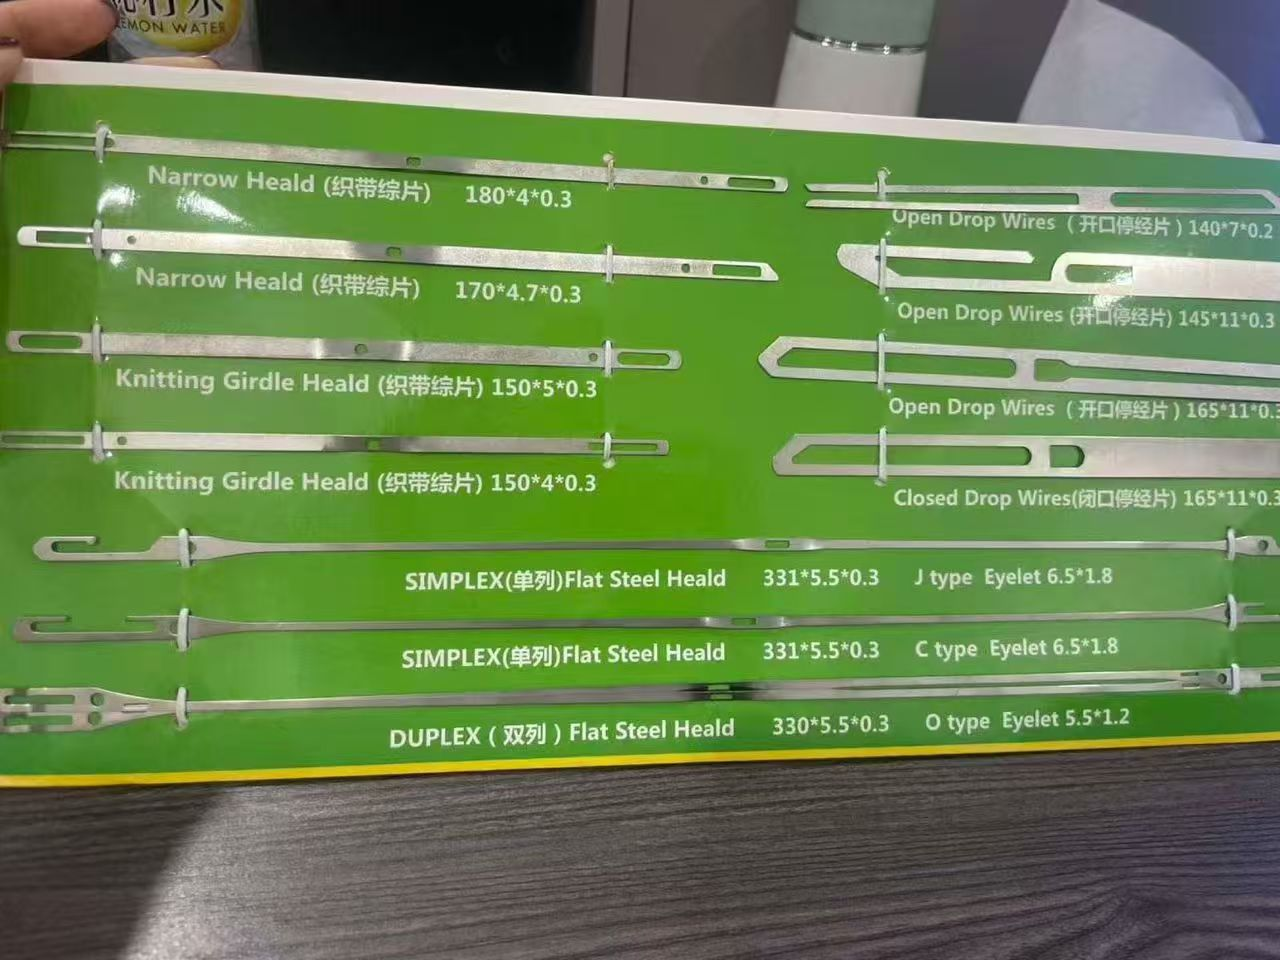 LEMON WATER
Narrow Heald (织带综片) 180*4*0.3
Narrow Heald (织带综片) 170*4.7*0.3
Knitting Girdle Heald (织带综片) 150*5*0.3
Knitting Girdle Heald (织带综片) 150*4*0.3
Open Drop Wires (开口停经片) 140*7*0.2
Open Drop Wires (开口停经片) 145*11*0.3
Open Drop Wires (开口停经片) 165*11*0.3
Closed Drop Wires(闭口停经片) 165*11*0.3
SIMPLEX(单列)Flat Steel Heald 331*5.5*0.3 J type Eyelet 6.5*1.8
SIMPLEX(单列)Flat Steel Heald 331*5.5*0.3 C type Eyelet 6.5*1.8
DUPLEX (双列) Flat Steel Heald 330*5.5*0.3 O type Eyelet 5.5*1.2